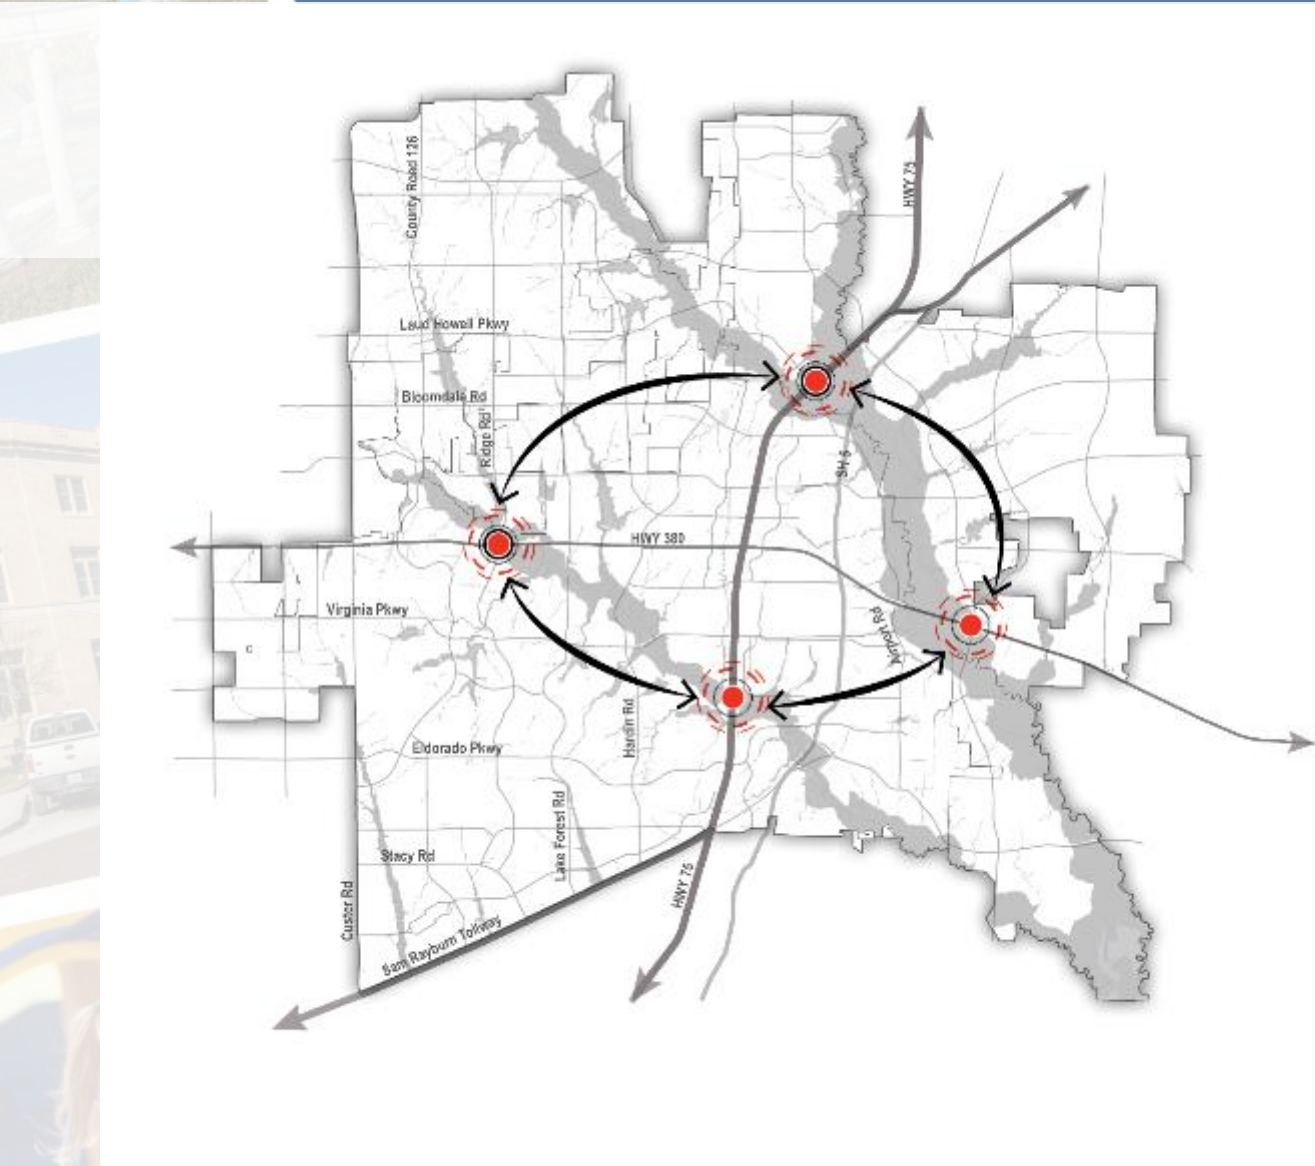 County Road 126
HWY 75
Laud Howell Pkwy
Bloomdale Rd
Ridge Rd
SH 5
HWY 380
Virginia Pkwy
Airport Rd
Hardin Rd
Eldorado Pkwy
Lake Forest Rd
Stacy Rd
HWY 75
Custer Rd
Sam Rayburn Tollway